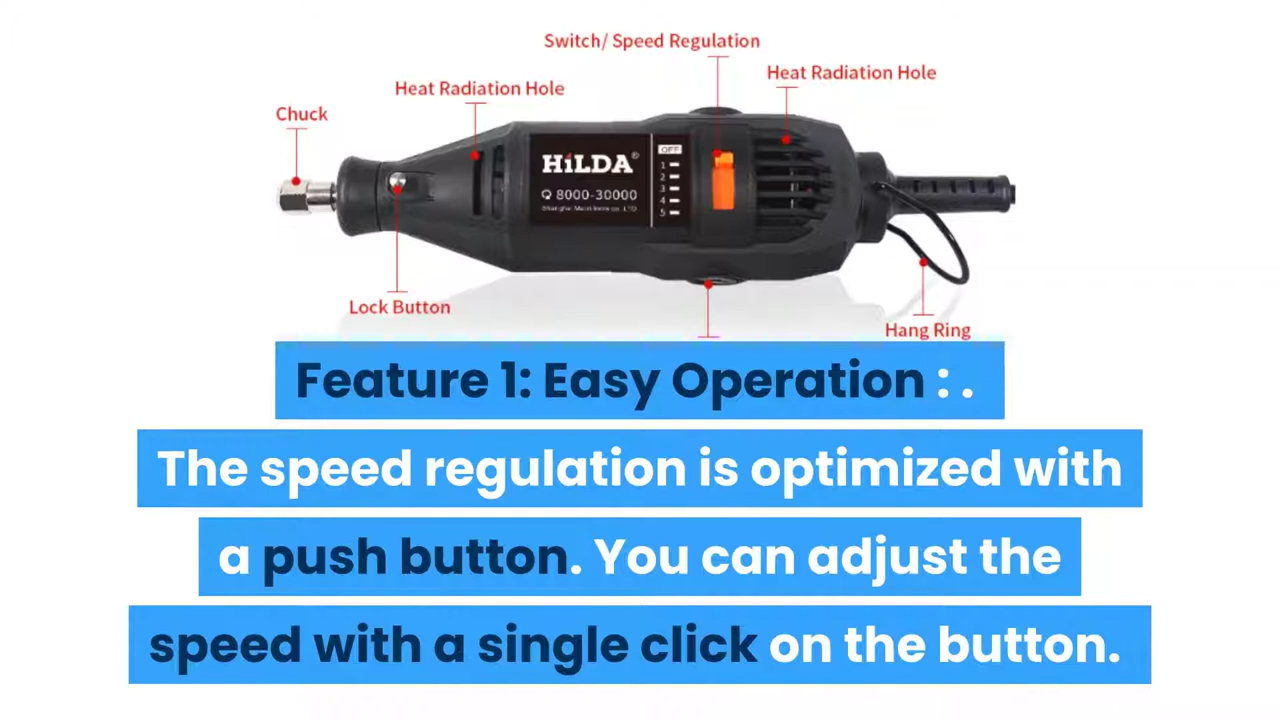 Switch/ Speed Regulation
Heat Radiation Hole
Heat Radiation Hole
Chuck
HiLDA®
8000-30000
OFF
1
2
3
4
5
Lock Button
Hang Ring
Feature 1: Easy Operation : .
The speed regulation is optimized with
a push button. You can adjust the
speed with a single click on the button.